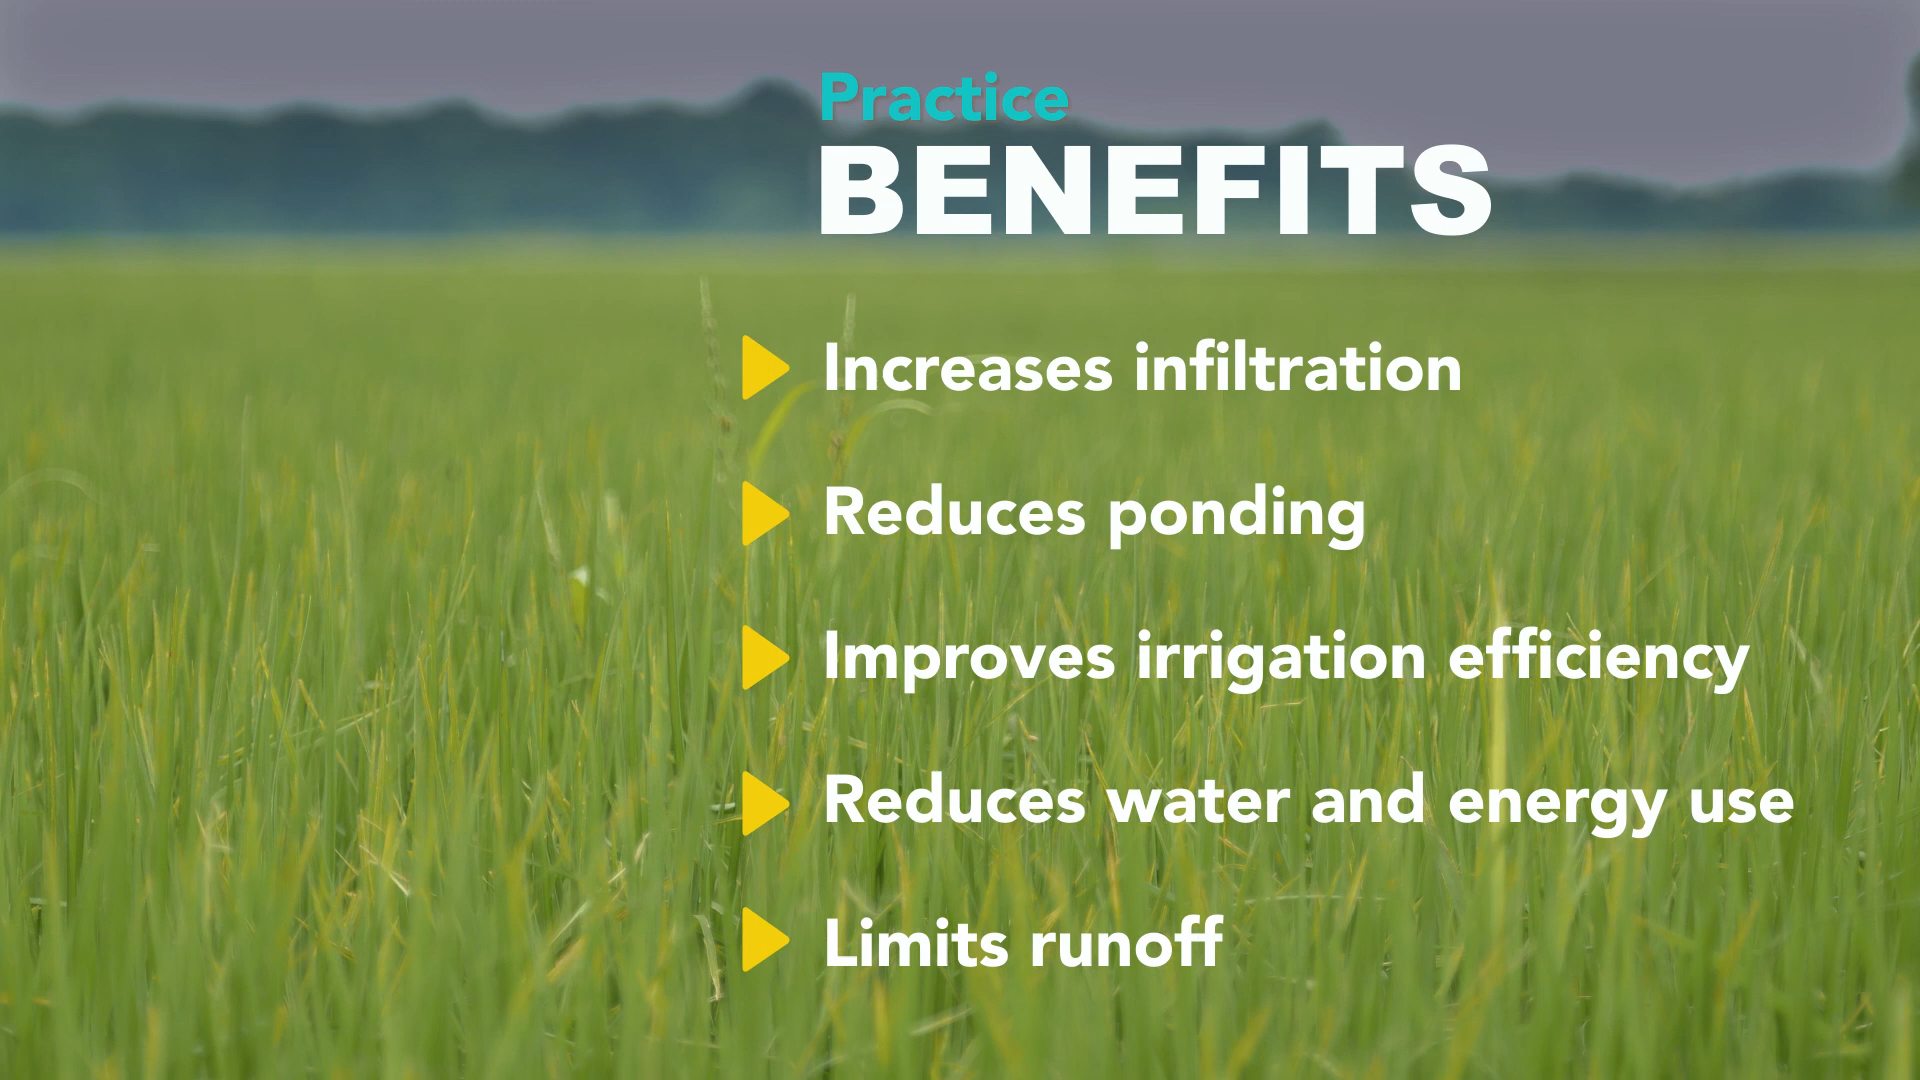 Practice
BENEFITS
Increases infiltration
Reduces ponding
Improves irrigation efficiency
Reduces water and energy use
Limits runoff